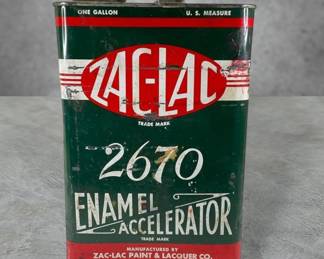 ONE GALLON U. S. MEASURE
ZAC-LAC
TRADE MARK
2670
ENAMEL
ACCELERATOR
TRADE MARK
MANUFACTURED BY
ZAC-LAC PAINT & LACQUER CO.